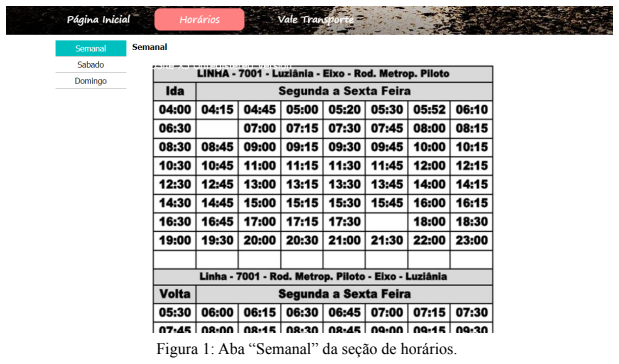 Página Inicial Horários Vale Transporte
Semanal Semanal
Sabado
Domingo
LINHA - 7001 - Luziânia - Eixo - Rod. Metrop. Piloto
Ida Segunda a Sexta Feira
04:00 04:15 04:45 05:00 05:20 05:30 05:52 06:10
06:30 07:00 07:15 07:30 07:45 08:00 08:15
08:30 08:45 09:00 09:15 09:30 09:45 10:00 10:15
10:30 10:45 11:00 11:15 11:30 11:45 12:00 12:15
12:30 12:45 13:00 13:15 13:30 13:45 14:00 14:15
14:30 14:45 15:00 15:15 15:30 15:45 16:00 16:15
16:30 16:45 17:00 17:15 17:30 18:00 18:30
19:00 19:30 20:00 20:30 21:00 21:30 22:00 23:00
Linha - 7001 - Rod. Metrop. Piloto - Eixo - Luziânia
Volta Segunda a Sexta Feira
05:30 06:00 06:15 06:30 06:45 07:00 07:15 07:30
07:45 08:00 08:15 08:30 08:45 09:00 09:15 09:30
Figura 1: Aba “Semanal” da seção de horários.